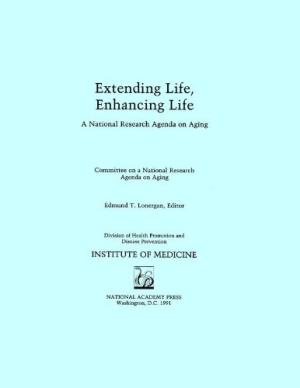 Extending Life,
Enhancing Life
A National Research Agenda on Aging
Committee on a National Research
Agenda on Aging
Edmund T. Lonergan, Editor
Division of Health Promotion and
Disease Prevention
INSTITUTE OF MEDICINE
NATIONAL ACADEMY PRESS
Washington, D.C. 1991